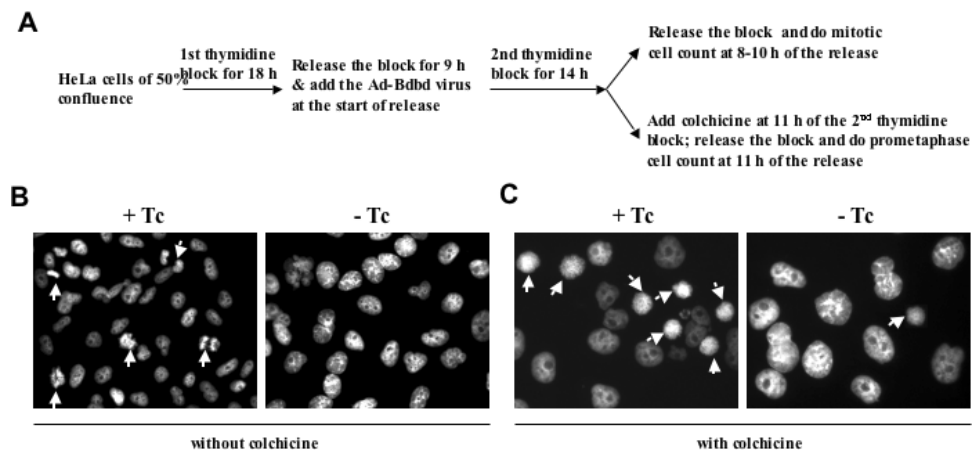 A
HeLa cells of 50%
confluence
1st thymidine
block for 18 h
Release the block for 9 h
& add the Ad-Bdbd virus
at the start of release
2nd thymidine
block for 14 h
Release the block and do mitotic
cell count at 8-10 h of the release
Add colchicine at 11 h of the 2nd thymidine
block; release the block and do prometaphase
cell count at 11 h of the release
B
+ Tc
- Tc
without colchicine
C
+ Tc
- Tc
with colchicine